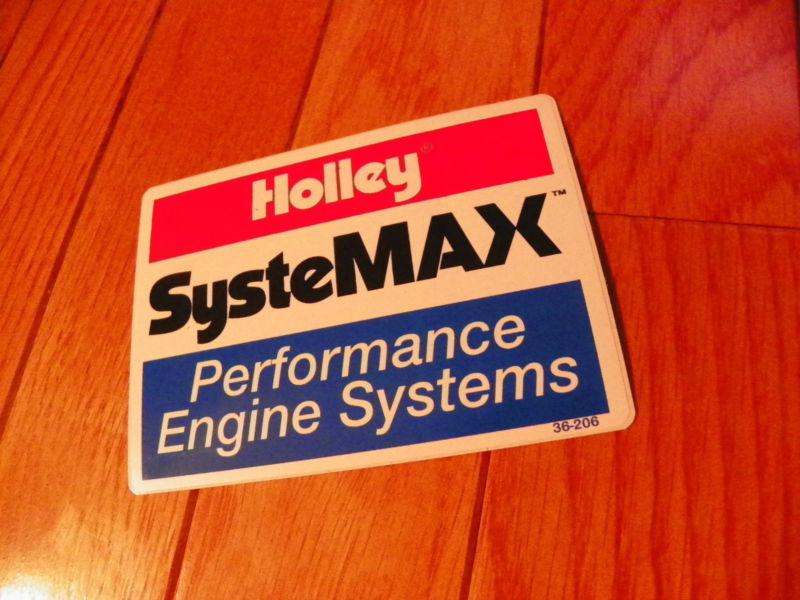 Holley®
SysteMAX™
Performance
Engine Systems
36-206